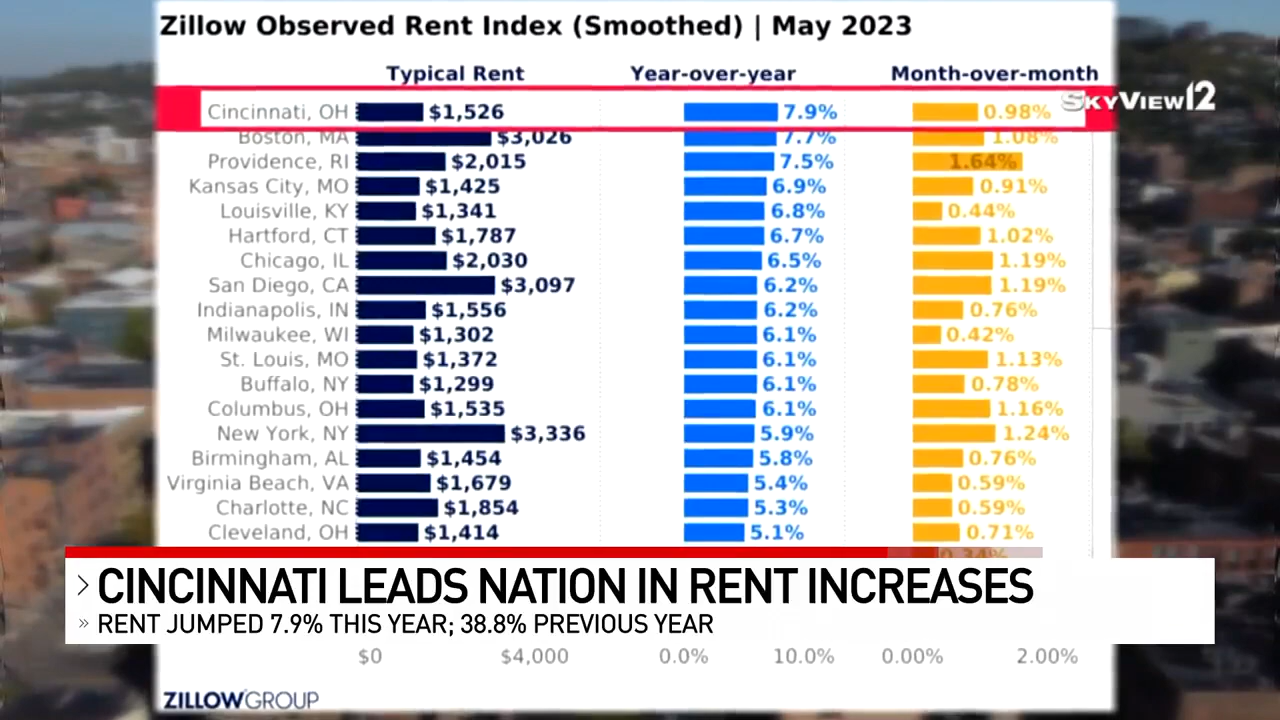 Zillow Observed Rent Index (Smoothed) | May 2023
Typical Rent Year-over-year Month-over-month
SKYVIEW12
Cincinnati, OH $1,526 7.9% 0.98%
Boston, MA $3,026 7.7% 1.08%
Providence, RI $2,015 7.5% 1.64%
Kansas City, MO $1,425 6.9% 0.91%
Louisville, KY $1,341 6.8% 0.44%
Hartford, CT $1,787 6.7% 1.02%
Chicago, IL $2,030 6.5% 1.19%
San Diego, CA $3,097 6.2% 1.19%
Indianapolis, IN $1,556 6.2% 0.76%
Milwaukee, WI $1,302 6.1% 0.42%
St. Louis, MO $1,372 6.1% 1.13%
Buffalo, NY $1,299 6.1% 0.78%
Columbus, OH $1,535 6.1% 1.16%
New York, NY $3,336 5.9% 1.24%
Birmingham, AL $1,454 5.8% 0.76%
Virginia Beach, VA $1,679 5.4% 0.59%
Charlotte, NC $1,854 5.3% 0.59%
Cleveland, OH $1,414 5.1% 0.71%
> CINCINNATI LEADS NATION IN RENT INCREASES
» RENT JUMPED 7.9% THIS YEAR; 38.8% PREVIOUS YEAR
$0 $4,000 0.0% 10.0% 0.00% 2.00%
ZILLOWGROUP